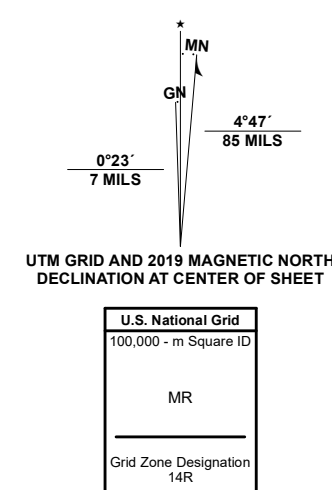 ★
MN
GN
4°47´
85 MILS
0°23´
7 MILS
UTM GRID AND 2019 MAGNETIC NORTH
DECLINATION AT CENTER OF SHEET
U.S. National Grid
100,000 - m Square ID
MR
Grid Zone Designation
14R